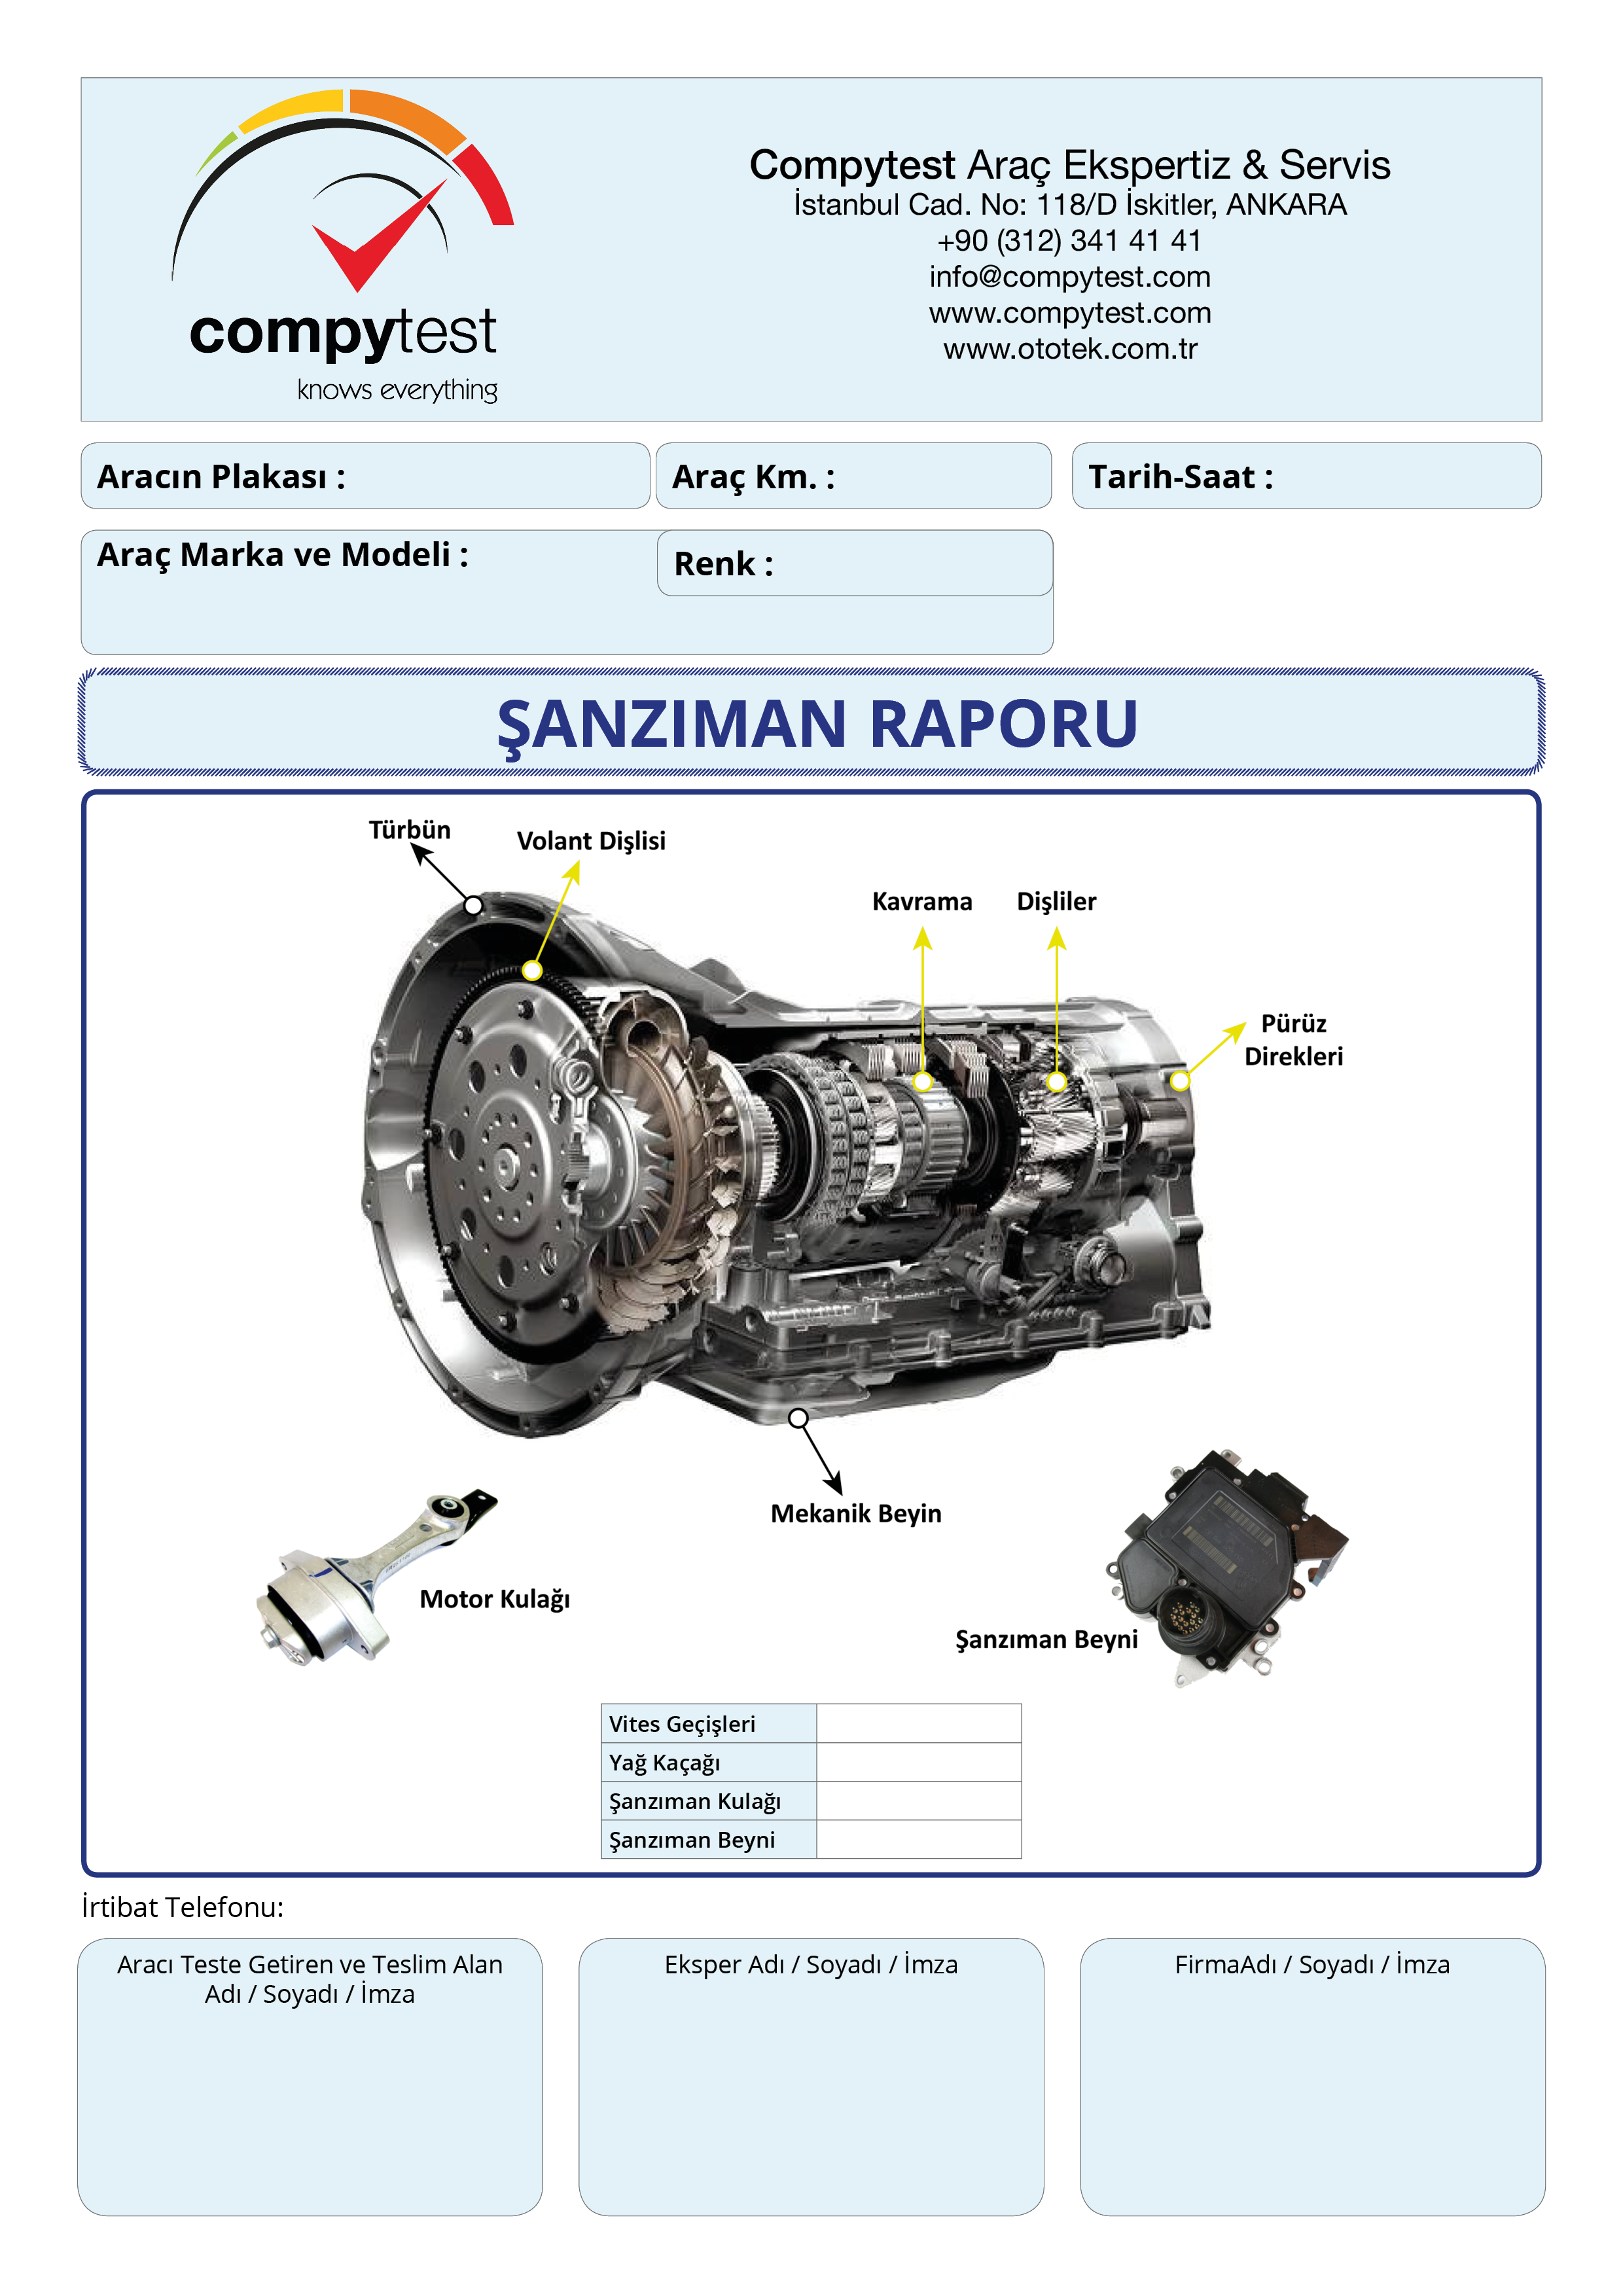 compytest
knows everything
Compytest Araç Ekspertiz & Servis
İstanbul Cad. No: 118/D İskitler, ANKARA
+90 (312) 341 41 41
info@compytest.com
www.compytest.com
www.ototek.com.tr
Aracın Plakası :
Araç Km. :
Tarih-Saat :
Araç Marka ve Modeli :
Renk :
ŞANZIMAN RAPORU
Türbün
Volant Dişlisi
Kavrama
Dişliler
Pürüz
Direkleri
Mekanik Beyin
Motor Kulağı
Şanzıman Beyni
Vites Geçişleri
Yağ Kaçağı
Şanzıman Kulağı
Şanzıman Beyni
İrtibat Telefonu:
Aracı Teste Getiren ve Teslim Alan
Adı / Soyadı / İmza
Eksper Adı / Soyadı / İmza
FirmaAdı / Soyadı / İmza